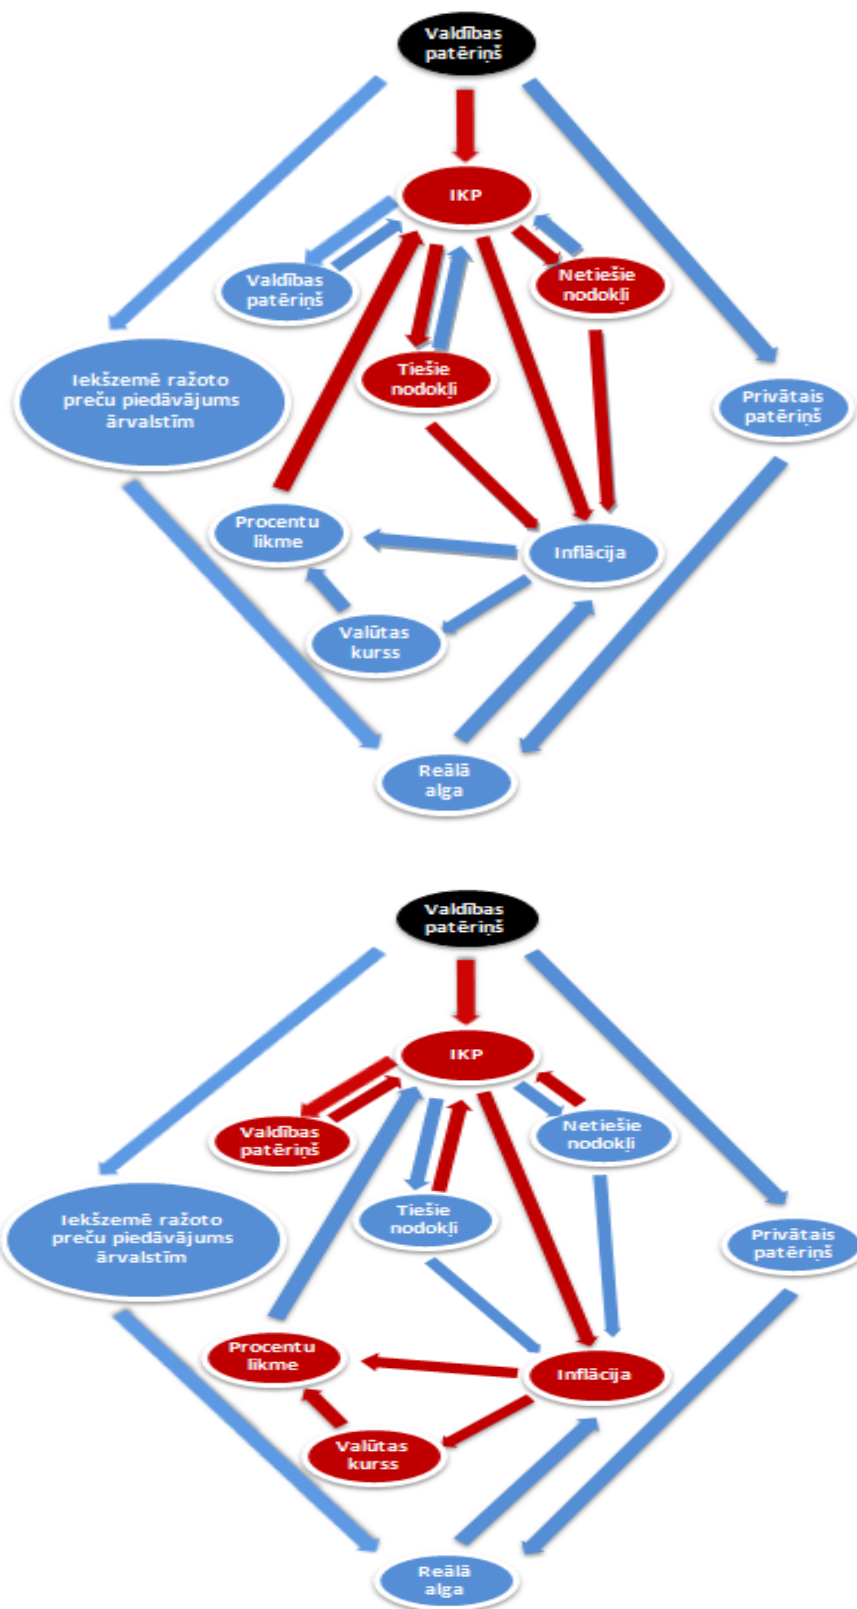 Valdības
patēriņš
IKP
Valdības
patēriņš
Netiešie
nodokļi
Tiešie
nodokļi
Iekšzemē ražoto
preču piedāvājums
ārvalstīm
Privātais
patēriņš
Procentu
likme
Inflācija
Valūtas
kurss
Reālā
alga
Valdības
patēriņš
IKP
Valdības
patēriņš
Netiešie
nodokļi
Tiešie
nodokļi
Iekšzemē ražoto
preču piedāvājums
ārvalstīm
Privātais
patēriņš
Procentu
likme
Inflācija
Valūtas
kurss
Reālā
alga